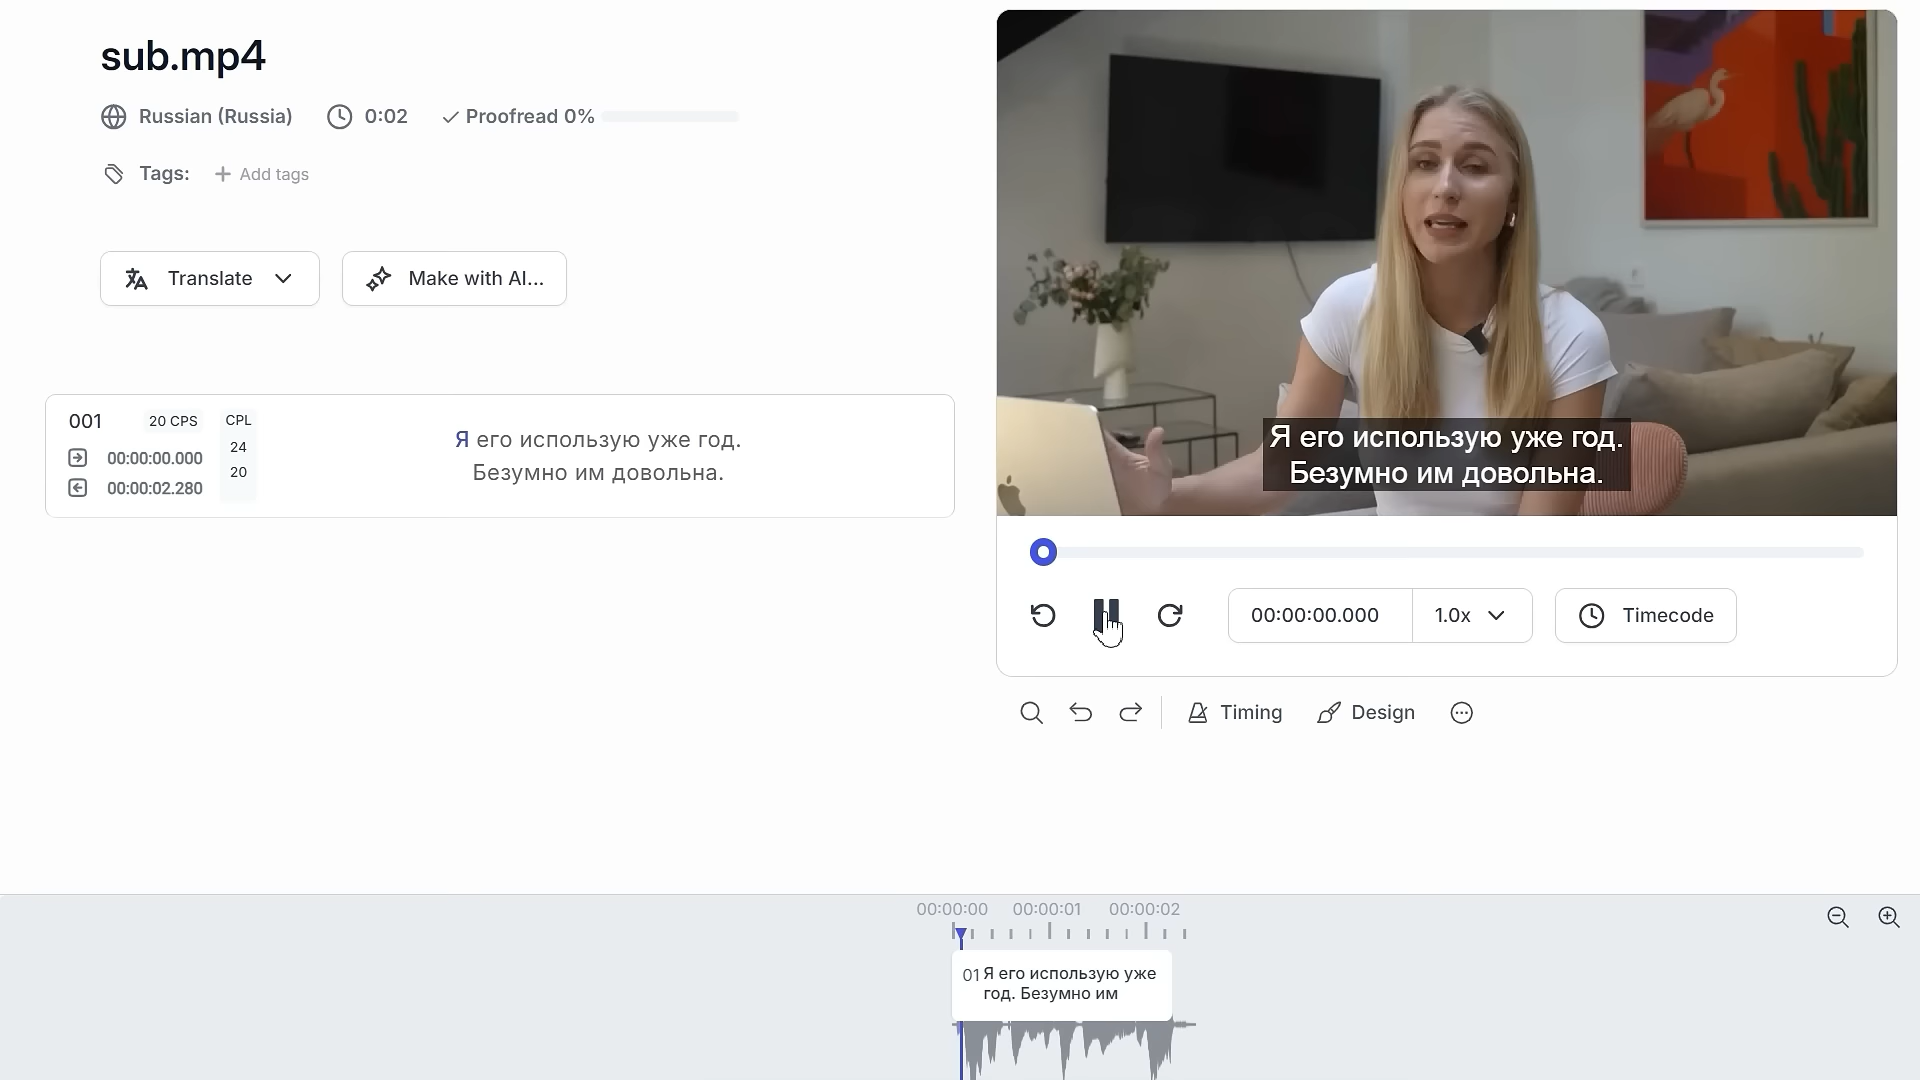 sub.mp4
Russian (Russia) 0:02 Proofread 0%
Tags: Add tags
Translate Make with AI...
001 20 CPS CPL
24
00:00:00.000
20
00:00:02.280
Я его использую уже год.
Безумно им довольна.
Я его использую уже год.
Безумно им довольна.
00:00:00.000 1.0x Timecode
Timing Design
00:00:00 00:00:01 00:00:02
01 Я его использую уже
год. Безумно им